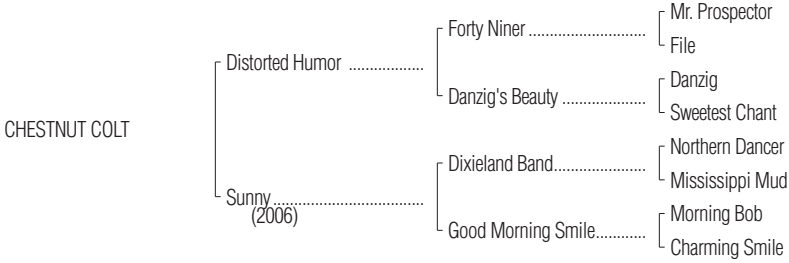 Mr. Prospector
Forty Niner ...........................
File
Distorted Humor ..................
Danzig
Danzig's Beauty ....................
Sweetest Chant
CHESTNUT COLT
Northern Dancer
Dixieland Band......................
Mississippi Mud
Sunny ....................................
(2006)
Morning Bob
Good Morning Smile............
Charming Smile